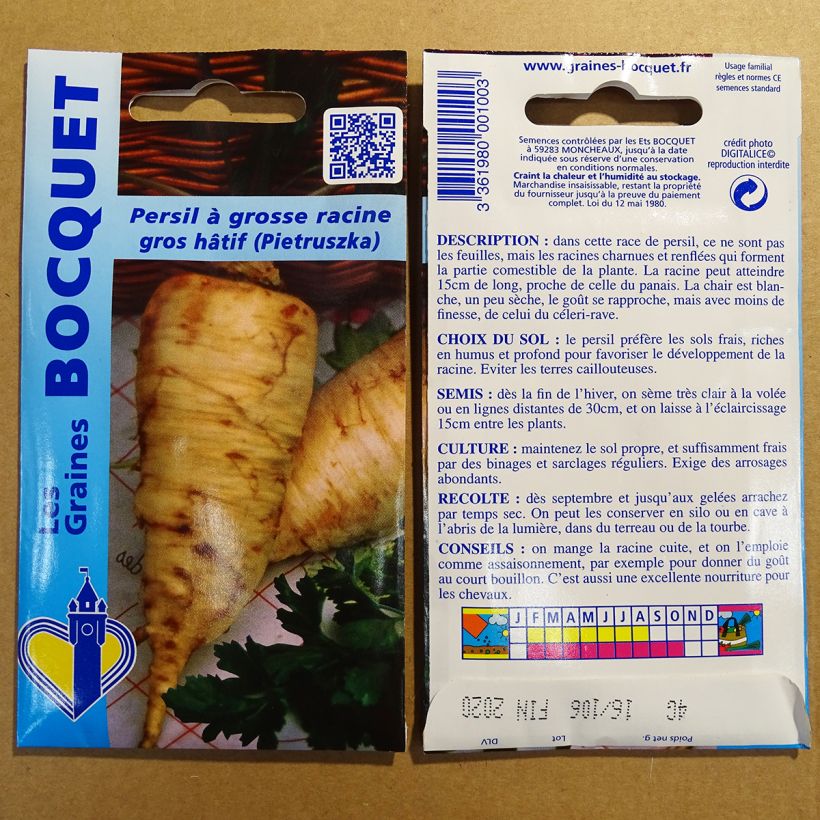 Les Graines BOCQUET
Persil à grosse racine
gros hâtif (Pietruszka)
www.graines-bocquet.fr
Usage familial
règles et normes CE
semences standard
3 361980 001003
Semences contrôlées par les Ets BOCQUET
à 59283 MONCHEAUX, jusqu'à la date
indiquée sous réserve d'une conservation
en conditions normales.
Craint la chaleur et l'humidité au stockage.
Marchandise insaisissable, restant la propriété
du fournisseur jusqu'à la preuve du paiement
complet. Loi du 12 mai 1980.
crédit photo
DIGITALICE©
reproduction interdite
DESCRIPTION : dans cette race de persil, ce ne sont pas
les feuilles, mais les racines charnues et renflées qui forment
la partie comestible de la plante. La racine peut atteindre
15cm de long, proche de celle du panais. La chair est blan-
che, un peu sèche, le goût se rapproche, mais avec moins de
finesse, de celui du céleri-rave.
CHOIX DU SOL : le persil préfère les sols frais, riches
en humus et profond pour favoriser le développement de la
racine. Eviter les terres caillouteuses.
SEMIS : dès la fin de l'hiver, on sème très clair à la volée
ou en lignes distantes de 30cm, et on laisse à l'éclaircissage
15cm entre les plants.
CULTURE : maintenez le sol propre, et suffisamment frais
par des binages et sarclages réguliers. Exige des arrosages
abondants.
RECOLTE : dès septembre et jusqu'aux gelées arrachez
par temps sec. On peut les conserver en silo ou en cave à
l'abris de la lumière, dans du terreau ou de la tourbe.
CONSEILS : on mange la racine cuite, et on l'emploie
comme assaisonnement, par exemple pour donner du goût
au court bouillon. C'est aussi une excellente nourriture pour
les chevaux.
J F M A M J J A S O N D
4G 16/106 FIN 2020
Poids net g. Lot DLV